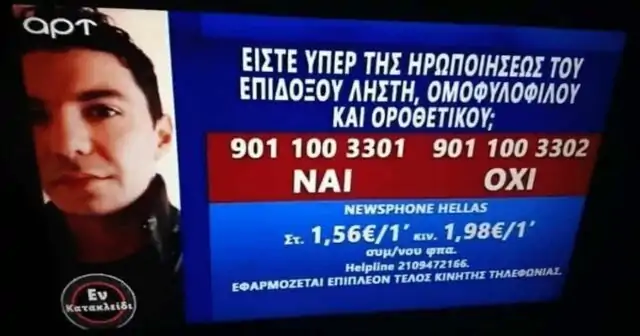 αρτ
ΕΙΣΤΕ ΥΠΕΡ ΤΗΣ ΗΡΩΠΟΙΗΣΕΩΣ ΤΟΥ
ΕΠΙΔΟΞΟΥ ΛΗΣΤΗ, ΟΜΟΦΥΛΟΦΙΛΟΥ
ΚΑΙ ΟΡΟΘΕΤΙΚΟΥ;
901 100 3301 901 100 3302
ΝΑΙ ΟΧΙ
NEWSPHONE HELLAS
Στ. 1,56€/1' κιν. 1,98€/1'
συμ/νου φπα.
Helpline 2109472166.
ΕΦΑΡΜΟΖΕΤΑΙ ΕΠΙΠΛΕΟΝ ΤΕΛΟΣ ΚΙΝΗΤΗΣ ΤΗΛΕΦΩΝΙΑΣ.
Εν
Κατακλείδι